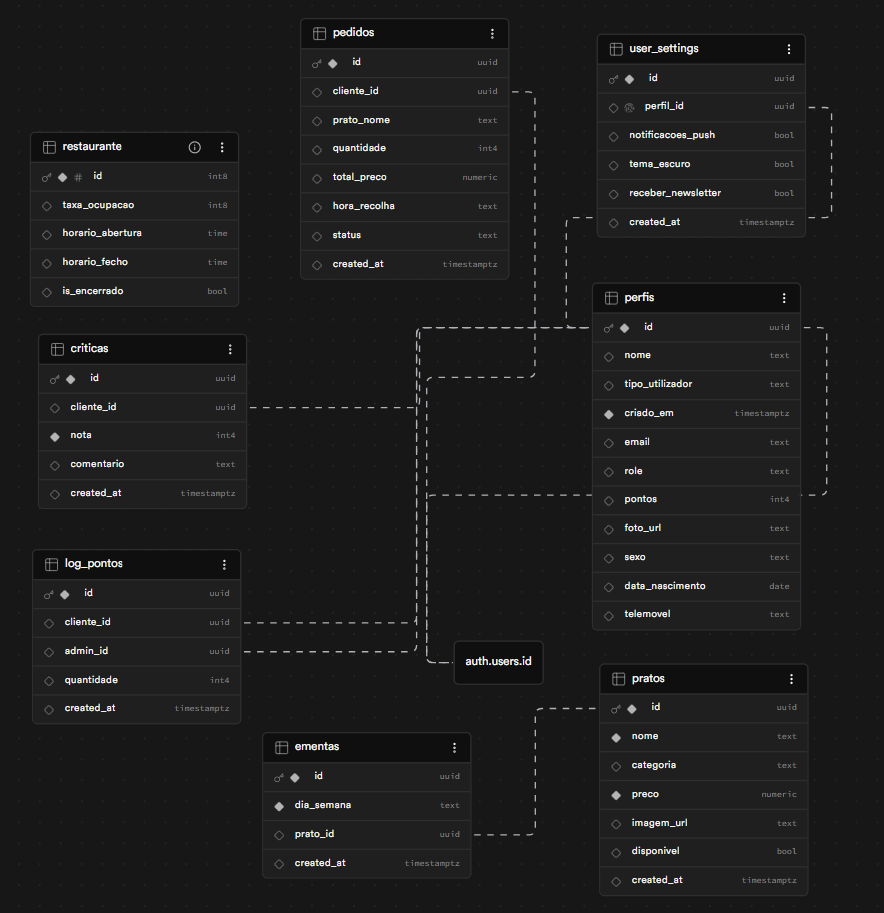 pedidos
id uuid
cliente_id uuid
prato_nome text
quantidade int4
total_preco numeric
hora_recolha text
status text
created_at timestamptz
user_settings
id uuid
perfil_id uuid
notificacoes_push bool
tema_escuro bool
receber_newsletter bool
created_at timestamptz
restaurante
# id int8
taxa_ocupacao int8
horario_abertura time
horario_fecho time
is_encerrado bool
perfis
id uuid
nome text
tipo_utilizador text
criado_em timestamptz
email text
role text
pontos int4
foto_url text
sexo text
data_nascimento date
telemovel text
criticas
id uuid
cliente_id uuid
nota int4
comentario text
created_at timestamptz
log_pontos
id uuid
cliente_id uuid
admin_id uuid
quantidade int4
created_at timestamptz
auth.users.id
pratos
id uuid
nome text
categoria text
preco numeric
imagem_url text
disponivel bool
created_at timestamptz
ementas
id uuid
dia_semana text
prato_id uuid
created_at timestamptz